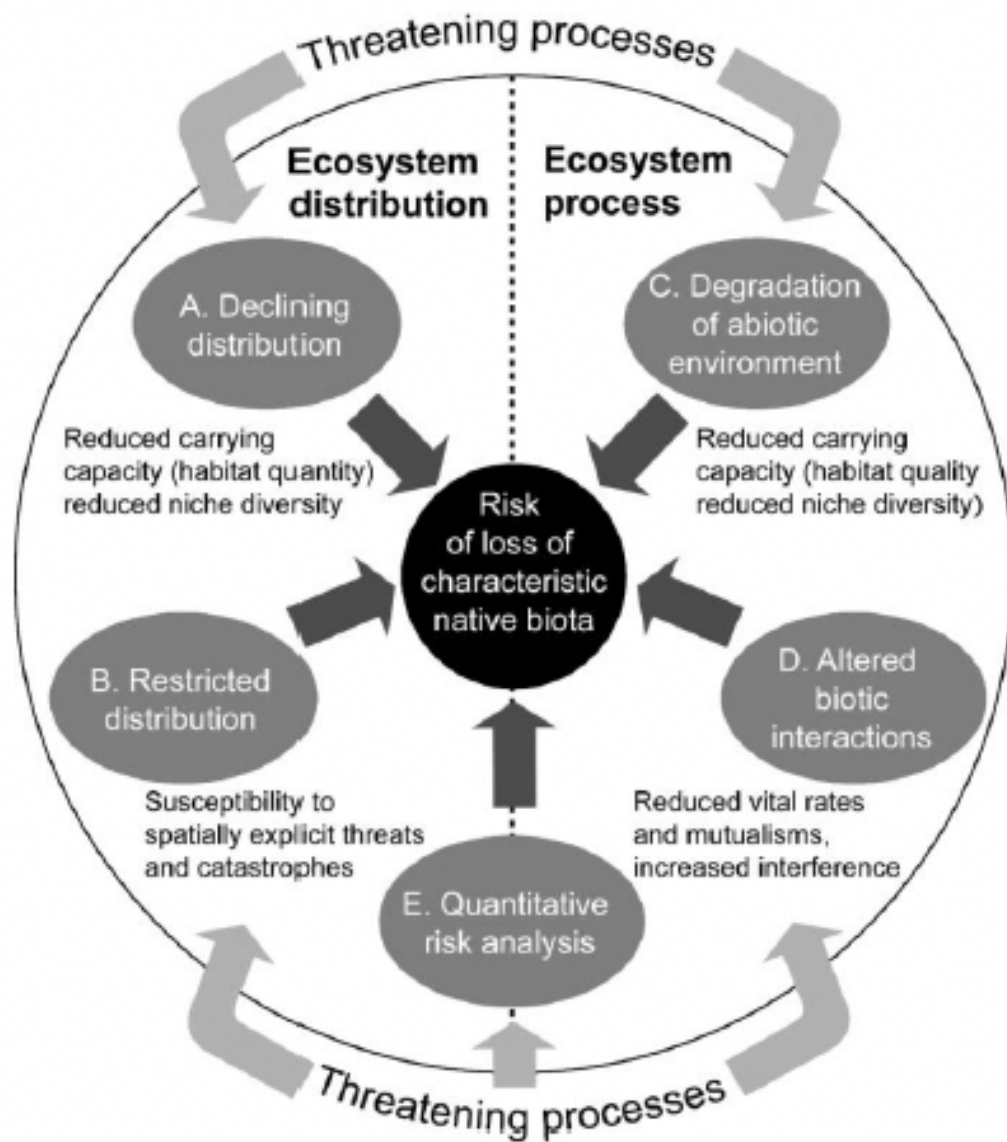 Threatening processes
Ecosystem
distribution
Ecosystem
process
A. Declining
distribution
C. Degradation
of abiotic
environment
Reduced carrying
capacity (habitat quantity)
reduced niche diversity
Reduced carrying
capacity (habitat quality
reduced niche diversity)
Risk
of loss of
characteristic
native biota
B. Restricted
distribution
D. Altered
biotic
interactions
Susceptibility to
spatially explicit threats
and catastrophes
Reduced vital rates
and mutualisms,
increased interference
E. Quantitative
risk analysis
Threatening processes